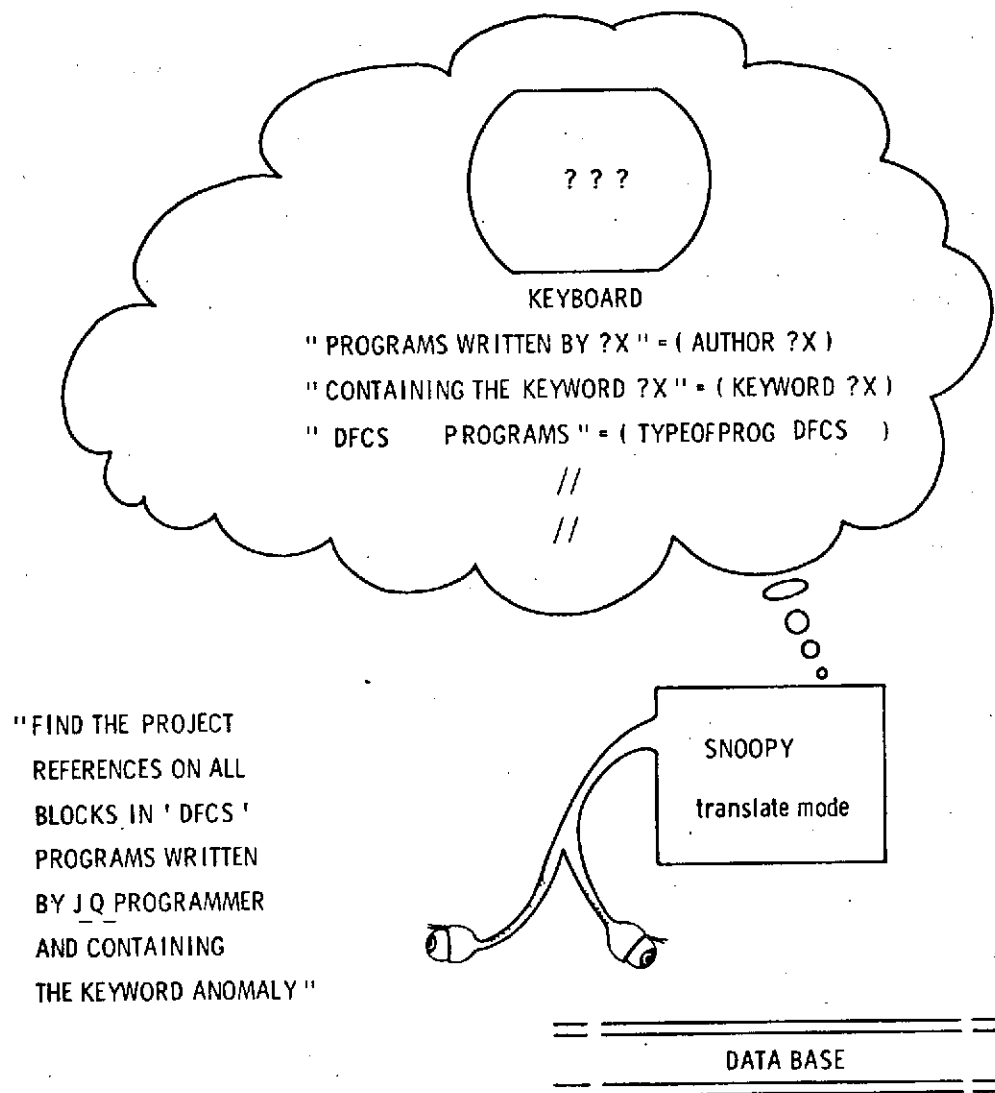 ? ? ?
KEYBOARD
" PROGRAMS WRITTEN BY ?X " = ( AUTHOR ?X )
" CONTAINING THE KEYWORD ?X " = ( KEYWORD ?X )
" DFCS PROGRAMS " = ( TYPEOFPROG DFCS )
//
//
SNOOPY
translate mode
"FIND THE PROJECT
REFERENCES ON ALL
BLOCKS IN ' DFCS '
PROGRAMS WRITTEN
BY J Q PROGRAMMER
AND CONTAINING
THE KEYWORD ANOMALY "
DATA BASE